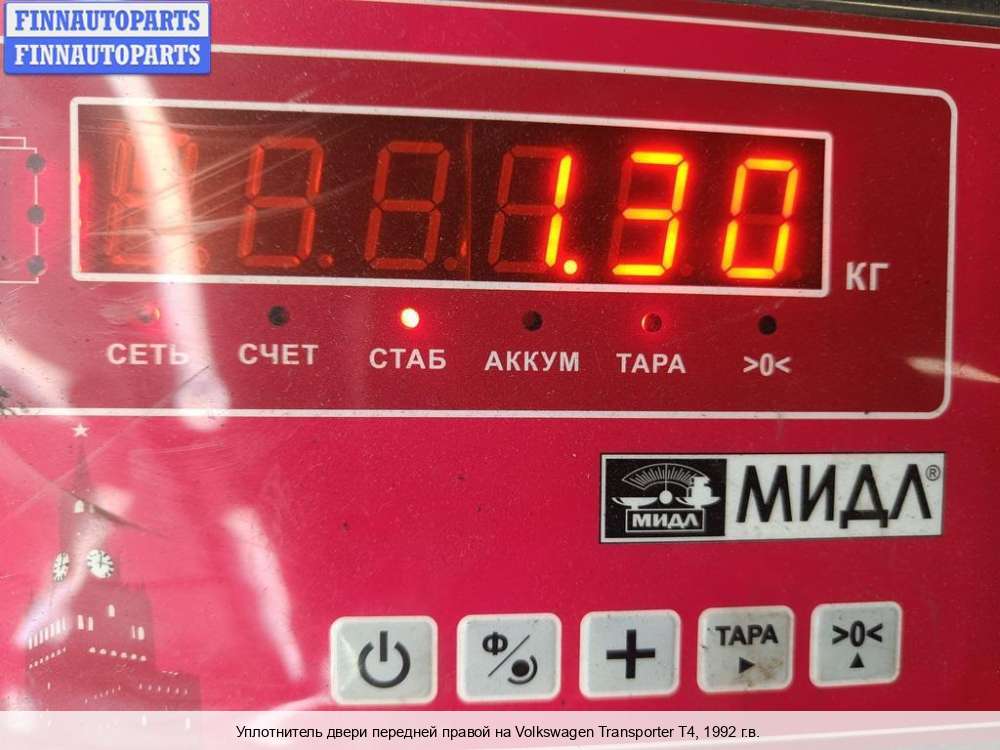 FINNAUTOPARTS
FINNAUTOPARTS
1.30
КГ
СЕТЬ СЧЕТ СТАБ АККУМ ТАРА >0<
МИДЛ МИДЛ®
Ф
ТАРА >0<
Уплотнитель двери передней правой на Volkswagen Transporter T4, 1992 г.в.